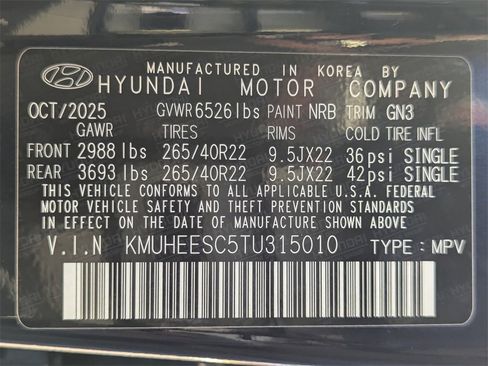 MANUFACTURED IN KOREA BY
HYUNDAI MOTOR COMPANY
OCT/2025 GVWR 6526lbs PAINT NRB TRIM GN3
GAWR TIRES RIMS COLD TIRE INFL
FRONT 2988 lbs 265/40R22 9.5JX22 36psi SINGLE
REAR 3693 lbs 265/40R22 9.5JX22 42psi SINGLE
THIS VEHICLE CONFORMS TO ALL APPLICABLE U.S.A. FEDERAL
MOTOR VEHICLE SAFETY AND THEFT PREVENTION STANDARDS
IN EFFECT ON THE DATE OF MANUFACTURE SHOWN ABOVE
V.I.N KMUHEESC5TU315010 TYPE : MPV